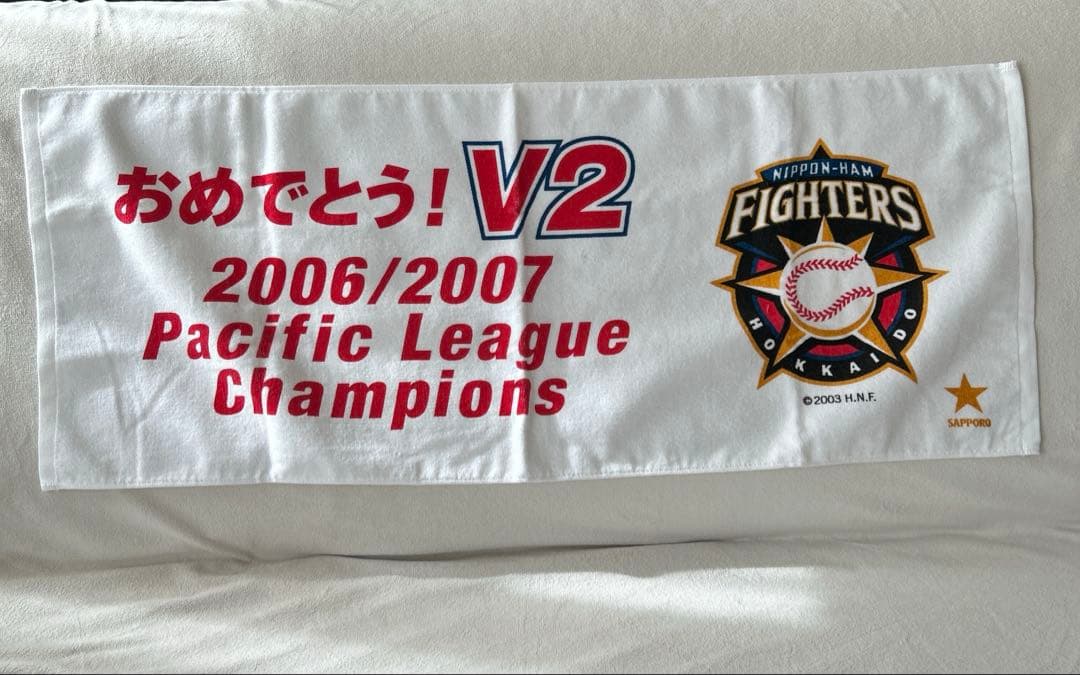 おめでとう! V2
2006/2007
Pacific League
Champions
NIPPON-HAM
FIGHTERS
HOKKAIDO
©2003 H.N.F.
SAPPORO